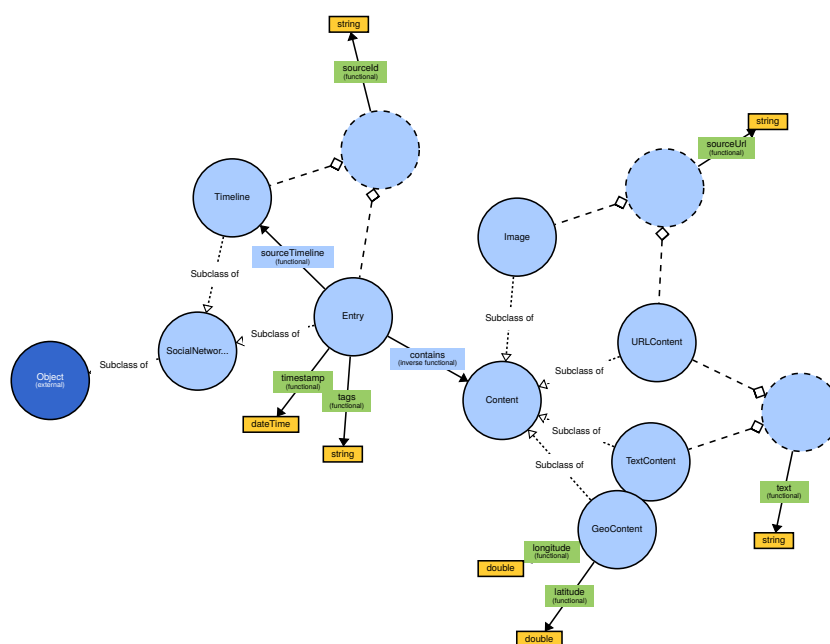 string
sourceId
(functional)
string
sourceUrl
(functional)
Timeline
Image
sourceTimeline
(functional)
Subclass of
Entry
Subclass of
Subclass of
SocialNetwor...
Subclass of
Object
(external)
contains
(inverse functional)
URLContent
Subclass of
timestamp
(functional)
tags
(functional)
Content
dateTime
string
Subclass of
Subclass of
TextContent
text
(functional)
GeoContent
string
longitude
(functional)
double
latitude
(functional)
double